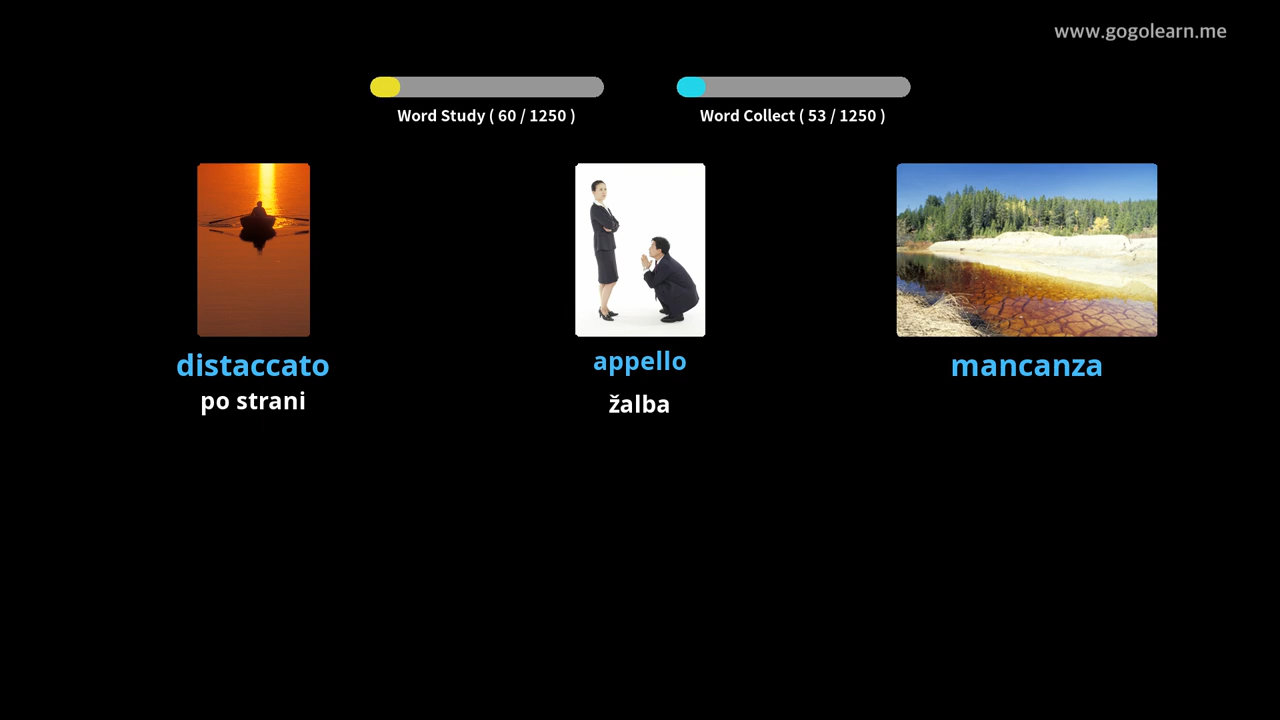 www.gogolearn.me
Word Study ( 60 / 1250 )
Word Collect ( 53 / 1250 )
distaccato
po strani
appello
žalba
mancanza